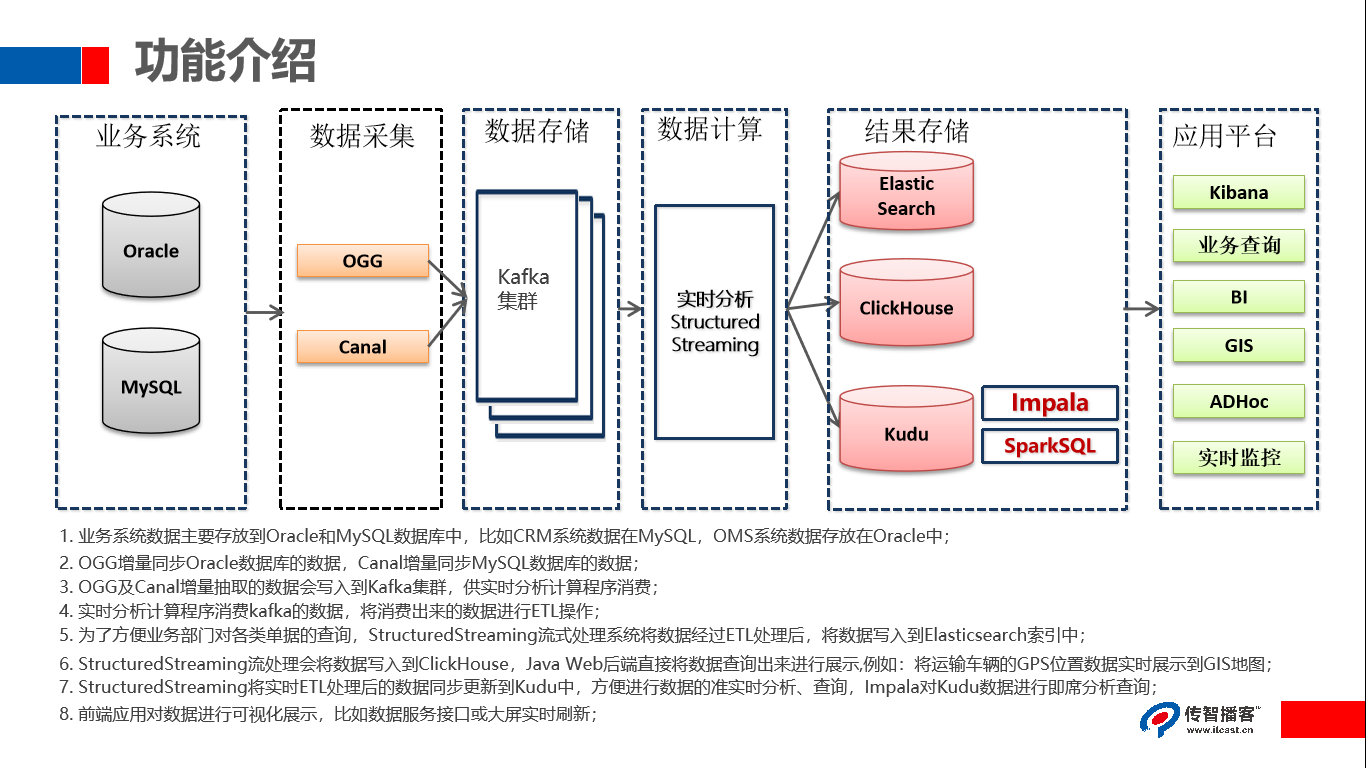 功能介绍
业务系统
Oracle
MySQL
数据采集
OGG
Canal
数据存储
Kafka
集群
数据计算
实时分析
Structured
Streaming
结果存储
Elastic
Search
ClickHouse
Kudu
Impala
SparkSQL
应用平台
Kibana
业务查询
BI
GIS
ADHoc
实时监控
1. 业务系统数据主要存放到Oracle和MySQL数据库中，比如CRM系统数据在MySQL，OMS系统数据存放在Oracle中；
2. OGG增量同步Oracle数据库的数据，Canal增量同步MySQL数据库的数据；
3. OGG及Canal增量抽取的数据会写入到Kafka集群，供实时分析计算程序消费；
4. 实时分析计算程序消费kafka的数据，将消费出来的数据进行ETL操作；
5. 为了方便业务部门对各类单据的查询，StructuredStreaming流式处理系统将数据经过ETL处理后，将数据写入到Elasticsearch索引中；
6. StructuredStreaming流处理会将数据写入到ClickHouse，Java Web后端直接将数据查询出来进行展示,例如：将运输车辆的GPS位置数据实时展示到GIS地图；
7. StructuredStreaming将实时ETL处理后的数据同步更新到Kudu中，方便进行数据的准实时分析、查询，Impala对Kudu数据进行即席分析查询；
8. 前端应用对数据进行可视化展示，比如数据服务接口或大屏实时刷新；
传智播客™
www.itcast.cn